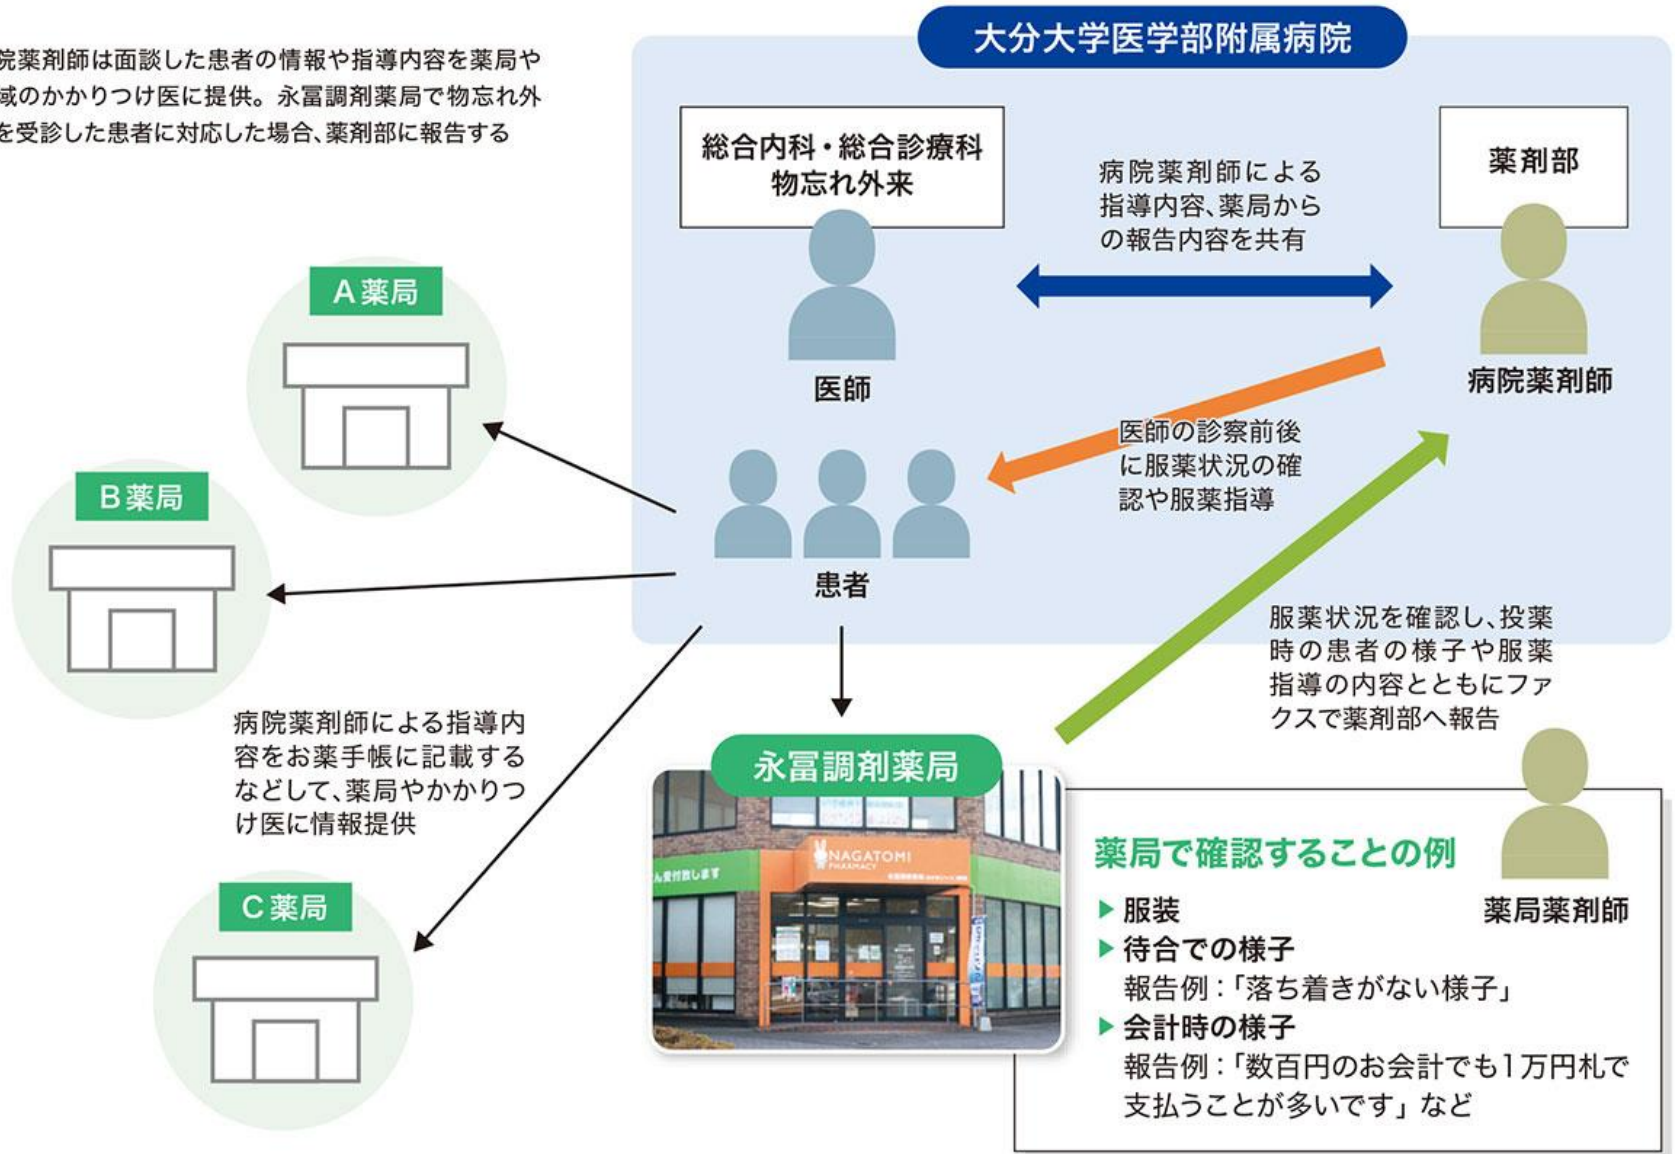 院薬剤師は面談した患者の情報や指導内容を薬局や
域のかかりつけ医に提供。永冨調剤薬局で物忘れ外
を受診した患者に対応した場合、薬剤部に報告する
大分大学医学部附属病院
総合内科・総合診療科
物忘れ外来
医師
病院薬剤師による
指導内容、薬局から
の報告内容を共有
薬剤部
病院薬剤師
医師の診察前後
に服薬状況の確
認や服薬指導
患者
A薬局
B薬局
病院薬剤師による指導内
容をお薬手帳に記載する
などして、薬局やかかりつ
け医に情報提供
C薬局
服薬状況を確認し、投薬
時の患者の様子や服薬
指導の内容とともにファ
クスで薬剤部へ報告
永冨調剤薬局
NAGATOMI
PHARMACY
ん受付致します
薬局で確認することの例
薬局薬剤師
▶服装
▶待合での様子
報告例：「落ち着きがない様子」
▶会計時の様子
報告例：「数百円のお会計でも1万円札で
支払うことが多いです」など